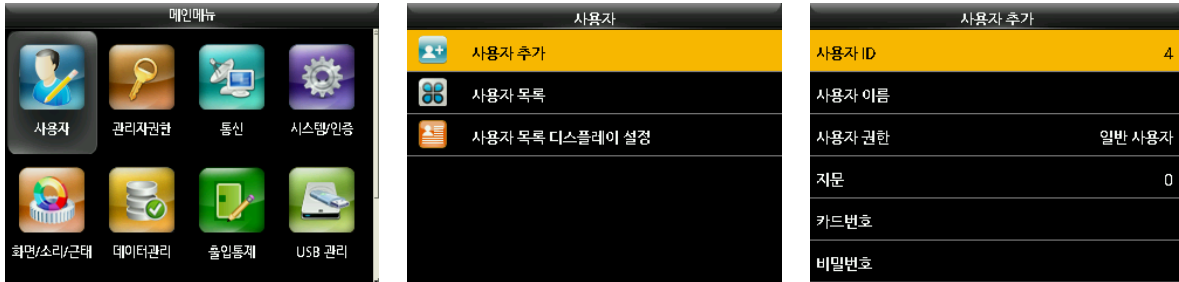 메인메뉴
사용자
관리자권한
통신
시스템/인증
화면/소리/근태
데이터관리
출입통제
USB 관리
사용자
사용자 추가
사용자 목록
사용자 목록 디스플레이 설정
사용자 추가
사용자 ID 4
사용자 이름
사용자 권한 일반 사용자
지문 0
카드번호
비밀번호